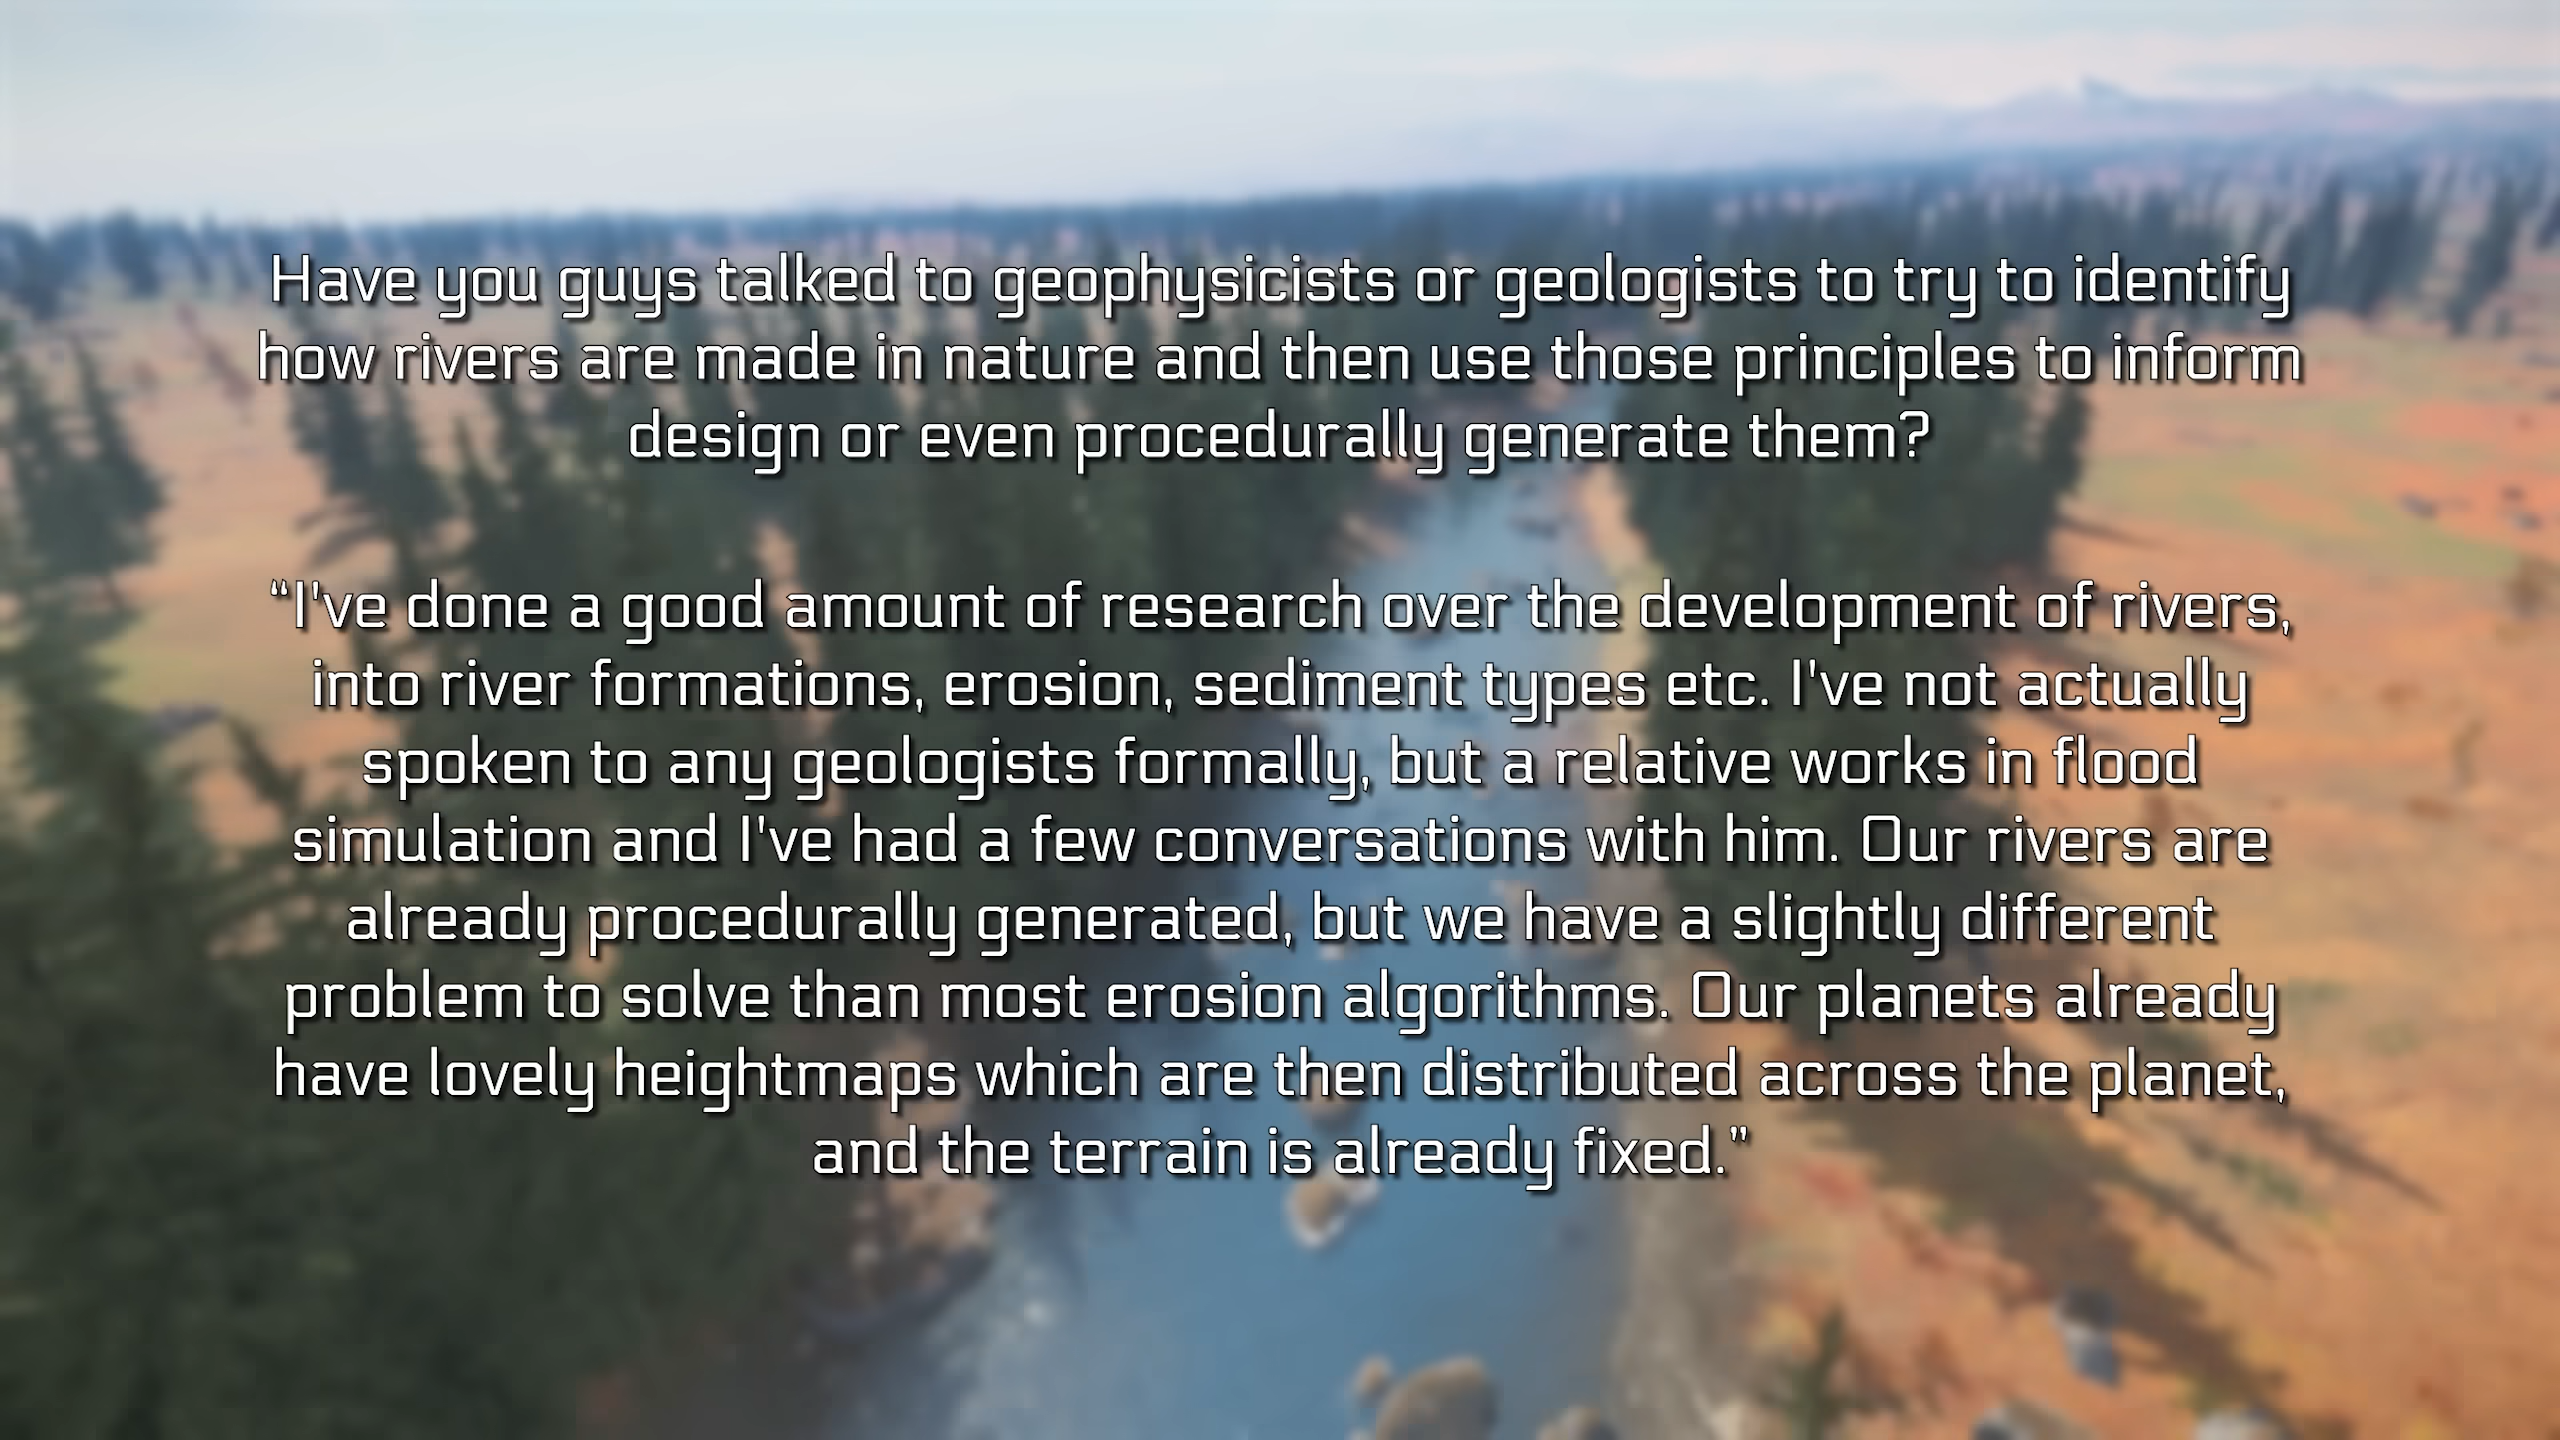 Have you guys talked to geophysicists or geologists to try to identify
how rivers are made in nature and then use those principles to inform
design or even procedurally generate them?
“I've done a good amount of research over the development of rivers,
into river formations, erosion, sediment types etc. I've not actually
spoken to any geologists formally, but a relative works in flood
simulation and I've had a few conversations with him. Our rivers are
already procedurally generated, but we have a slightly different
problem to solve than most erosion algorithms. Our planets already
have lovely heightmaps which are then distributed across the planet,
and the terrain is already fixed.”